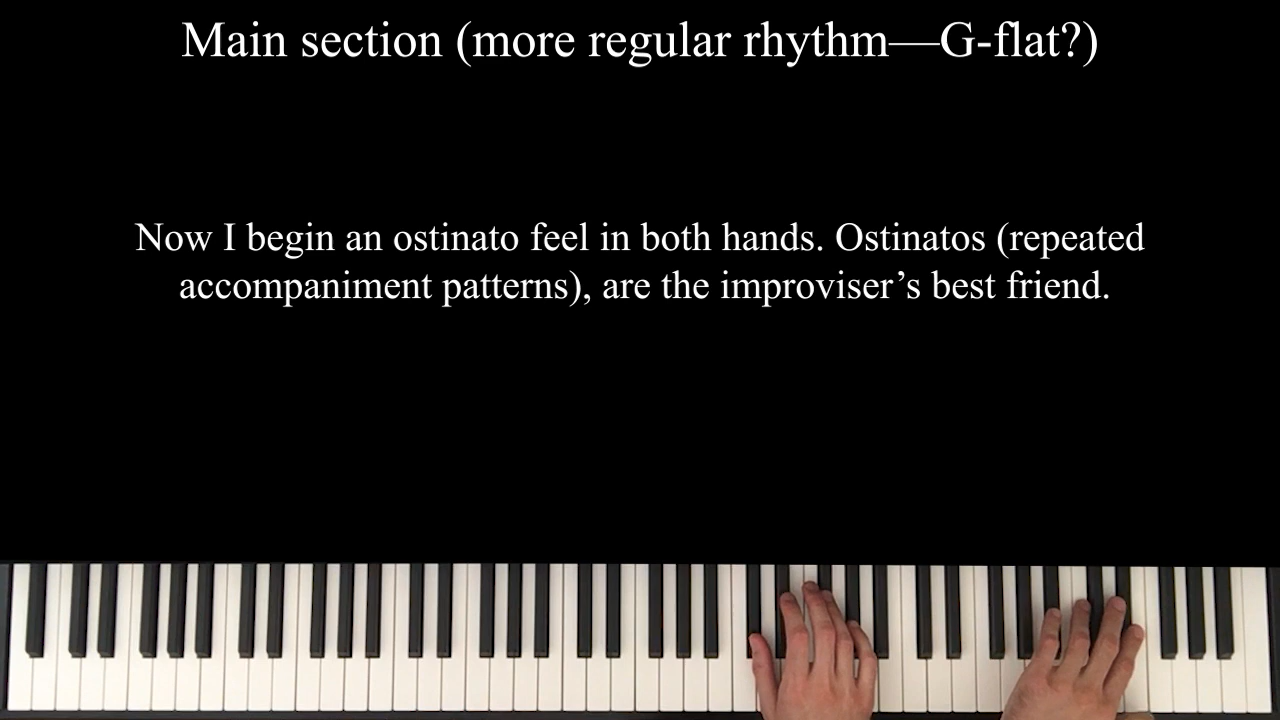 Main section (more regular rhythm—G-flat?)
Now I begin an ostinato feel in both hands. Ostinatos (repeated
accompaniment patterns), are the improviser’s best friend.